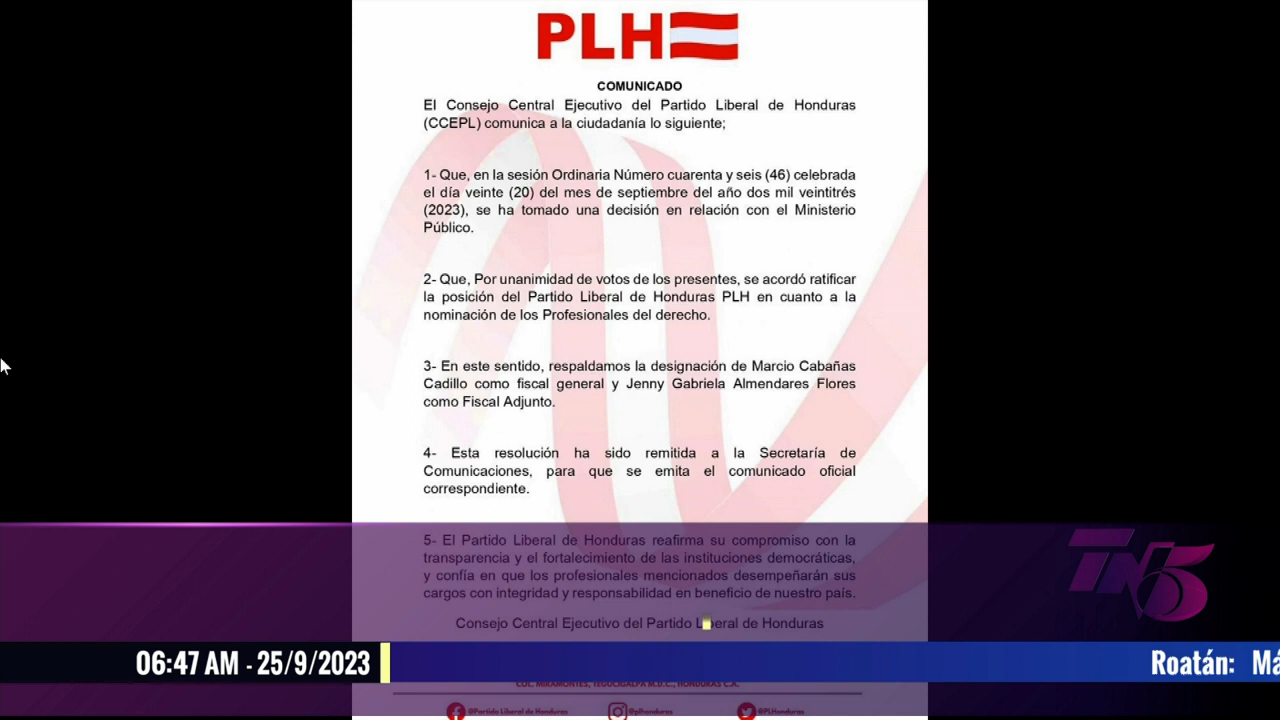 PLH
COMUNICADO
El Consejo Central Ejecutivo del Partido Liberal de Honduras
(CCEPL) comunica a la ciudadanía lo siguiente;
1- Que, en la sesión Ordinaria Número cuarenta y seis (46) celebrada
el día veinte (20) del mes de septiembre del año dos mil veintitrés
(2023), se ha tomado una decisión en relación con el Ministerio
Público.
2- Que, Por unanimidad de votos de los presentes, se acordó ratificar
la posición del Partido Liberal de Honduras PLH en cuanto a la
nominación de los Profesionales del derecho.
3- En este sentido, respaldamos la designación de Marcio Cabañas
Cadillo como fiscal general y Jenny Gabriela Almendares Flores
como Fiscal Adjunto.
4- Esta resolución ha sido remitida a la Secretaría de
Comunicaciones, para que se emita el comunicado oficial
correspondiente.
5- El Partido Liberal de Honduras reafirma su compromiso con la
transparencia y el fortalecimiento de las instituciones democráticas,
y confía en que los profesionales mencionados desempeñarán sus
cargos con integridad y responsabilidad en beneficio de nuestro país.
TN5
Consejo Central Ejecutivo del Partido Liberal de Honduras
06:47 AM - 25/9/2023
Roatán: Má
COL. MIRAMONTES, TEGUCIGALPA HONDURAS C.A.
@Partido Liberal de Honduras @plhonduras @PLHonduras